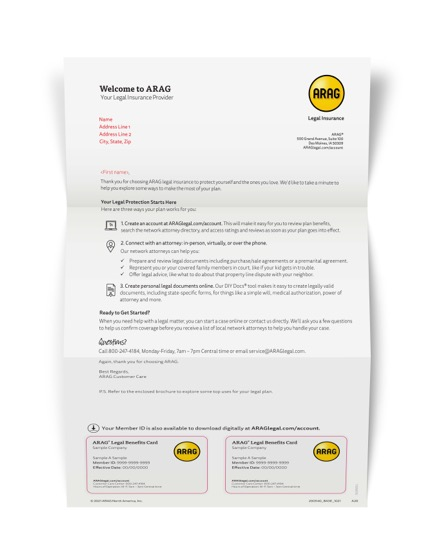 Welcome to ARAG
Your Legal Insurance Provider
ARAG
Legal Insurance
Name
Address Line 1
Address Line 2
City, State, Zip
ARAG®
500 Grand Avenue, Suite 100
Des Moines, IA 50309
ARAGlegal.com/account
<First name>,
Thank you for choosing ARAG legal insurance to protect yourself and the ones you love. We'd like to take a minute to
help you explore some ways to make the most of your plan.
Your Legal Protection Starts Here
Here are three ways your plan works for you:
1. Create an account at ARAGlegal.com/account. This will make it easy for you to review plan benefits,
search the network attorney directory, and access ratings and reviews as soon as your plan goes into effect.
2. Connect with an attorney: in-person, virtually, or over the phone.
Our network attorneys can help you:
✓ Prepare and review legal documents including purchase/sale agreements or a premarital agreement.
✓ Represent you or your covered family members in court, like if your kid gets in trouble.
✓ Offer legal advice, like what to do about that property line dispute with your neighbor.
3. Create personal legal documents online. Our DIY Docs® tool makes it easy to create legally valid
documents, including state-specific forms, for things like a simple will, medical authorization, power of
attorney and more.
Ready to Get Started?
When you need help with a legal matter, you can start a case online or contact us directly. We'll ask you a few questions
to help us confirm coverage before you receive a list of local network attorneys to help you handle your case.
Questions?
Call 800-247-4184, Monday-Friday, 7am - 7pm Central time or email service@ARAGlegal.com.
Again, thank you for choosing ARAG.
Best Regards,
ARAG Customer Care
P.S. Refer to the enclosed brochure to explore some top uses for your legal plan.
Your Member ID is also available to download digitally at ARAGlegal.com/account.
ARAG® Legal Benefits Card
Sample Company
ARAG
Sample A Sample
Member ID: 9999-9999-9999
Effective Date: 00/00/0000
ARAGlegal.com/account
ARAG® Legal Benefits Card
Sample Company
ARAG
Sample A Sample
Member ID: 9999-9999-9999
Effective Date: 00/00/0000
ARAGlegal.com/account